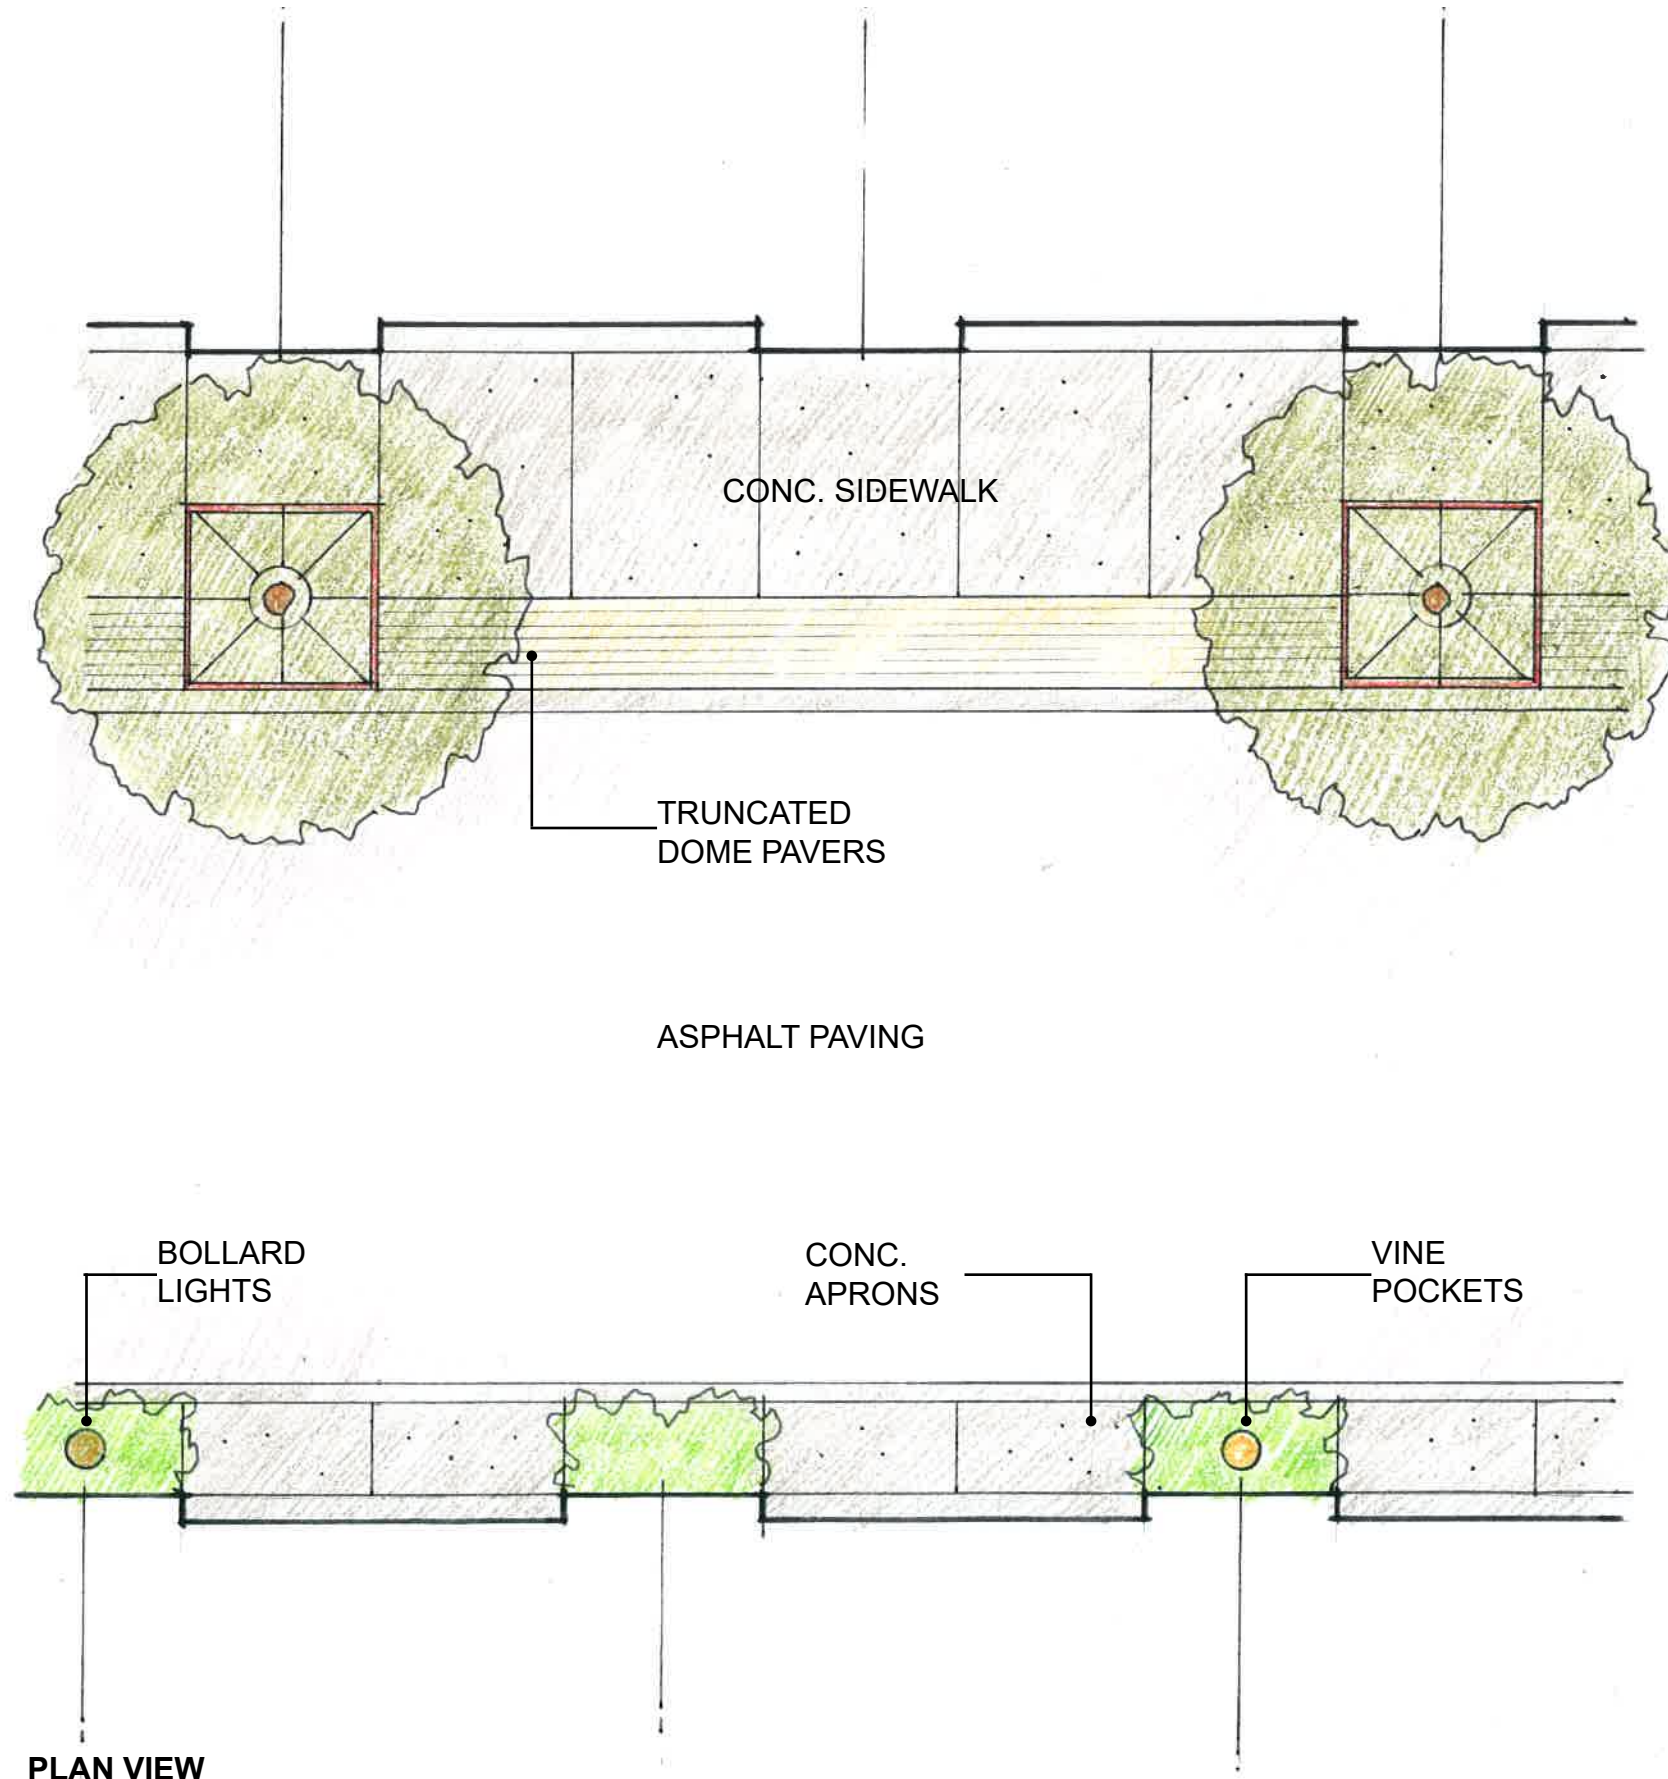 CONC. SIDEWALK
TRUNCATED
DOME PAVERS
ASPHALT PAVING
BOLLARD
LIGHTS
CONC.
APRONS
VINE
POCKETS
PLAN VIEW